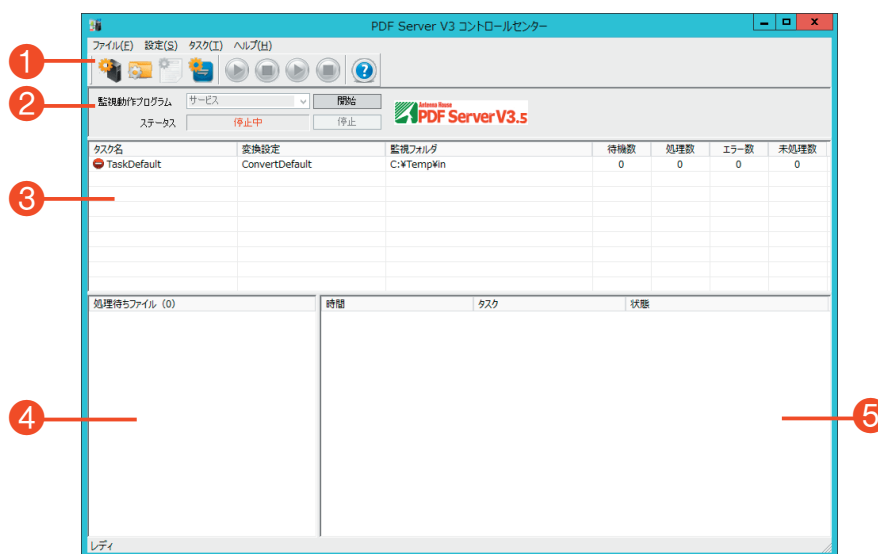 PDF Server V3 コントロールセンター
ファイル(F) 設定(S) タスク(T) ヘルプ(H)
1
2
監視動作プログラム サービス 開始
ステータス 停止中 停止
Antenna House
PDF Server V3.5
タスク名 変換設定 監視フォルダ 待機数 処理数 エラー数 未処理数
TaskDefault ConvertDefault C:¥Temp¥in 0 0 0 0
3
処理待ちファイル (0) 時間 タスク 状態
4
5
レディ